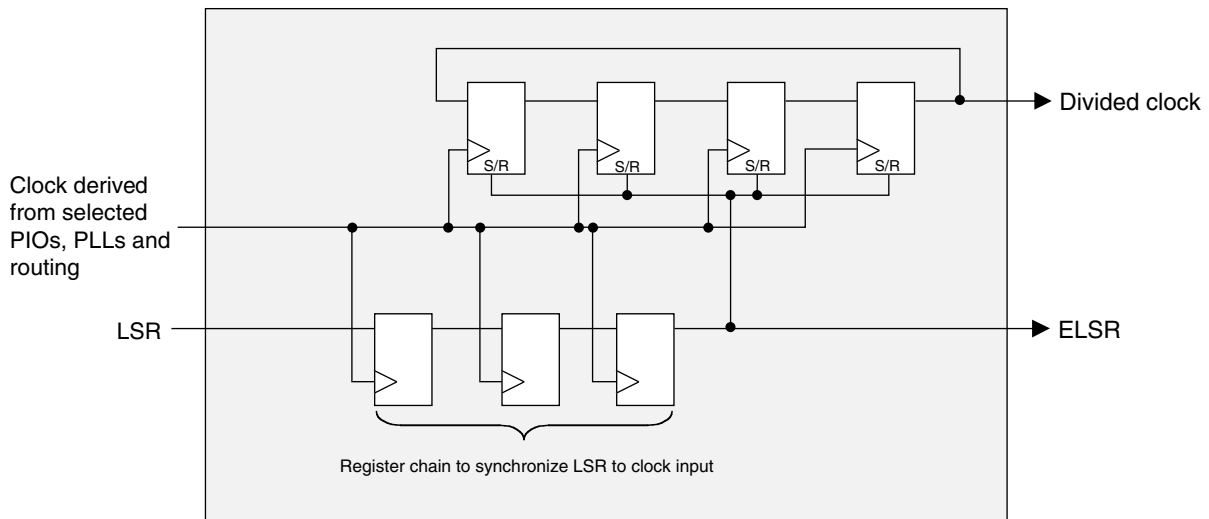 Divided clock
S/R
S/R
S/R
S/R
Clock derived
from selected
PIOs, PLLs and
routing
LSR
ELSR
Register chain to synchronize LSR to clock input